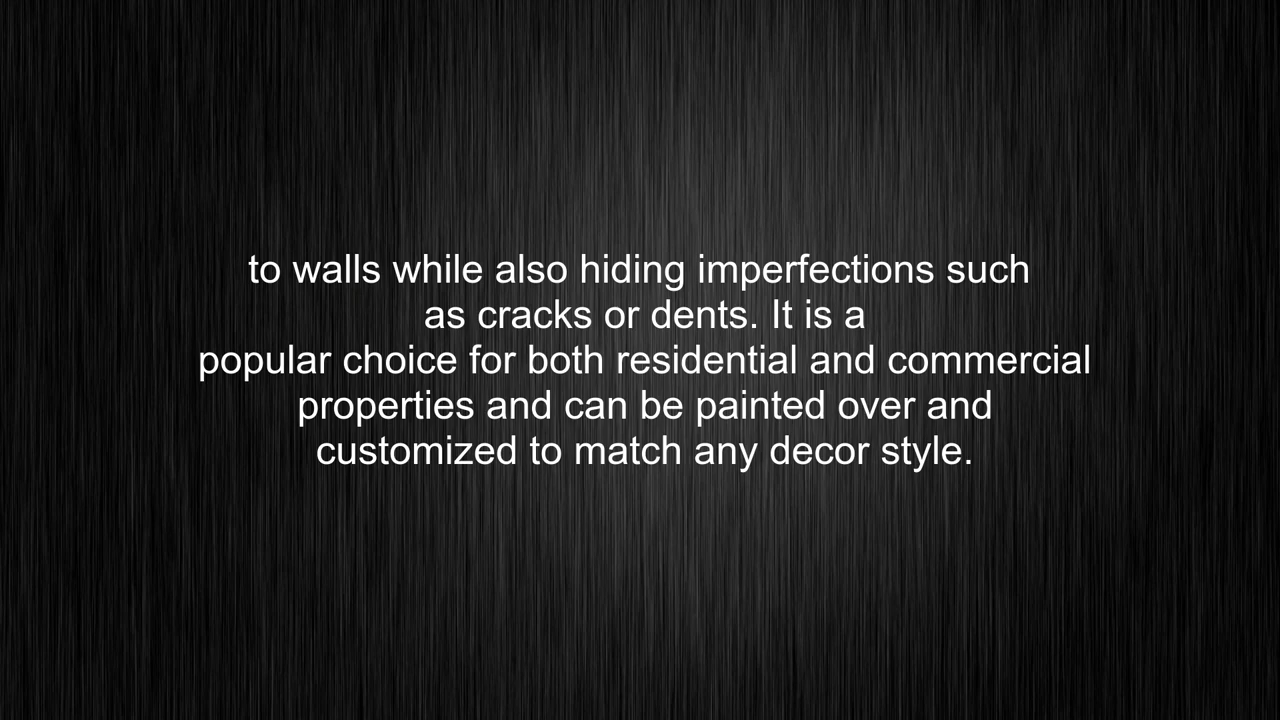 to walls while also hiding imperfections such
as cracks or dents. It is a
popular choice for both residential and commercial
properties and can be painted over and
customized to match any decor style.